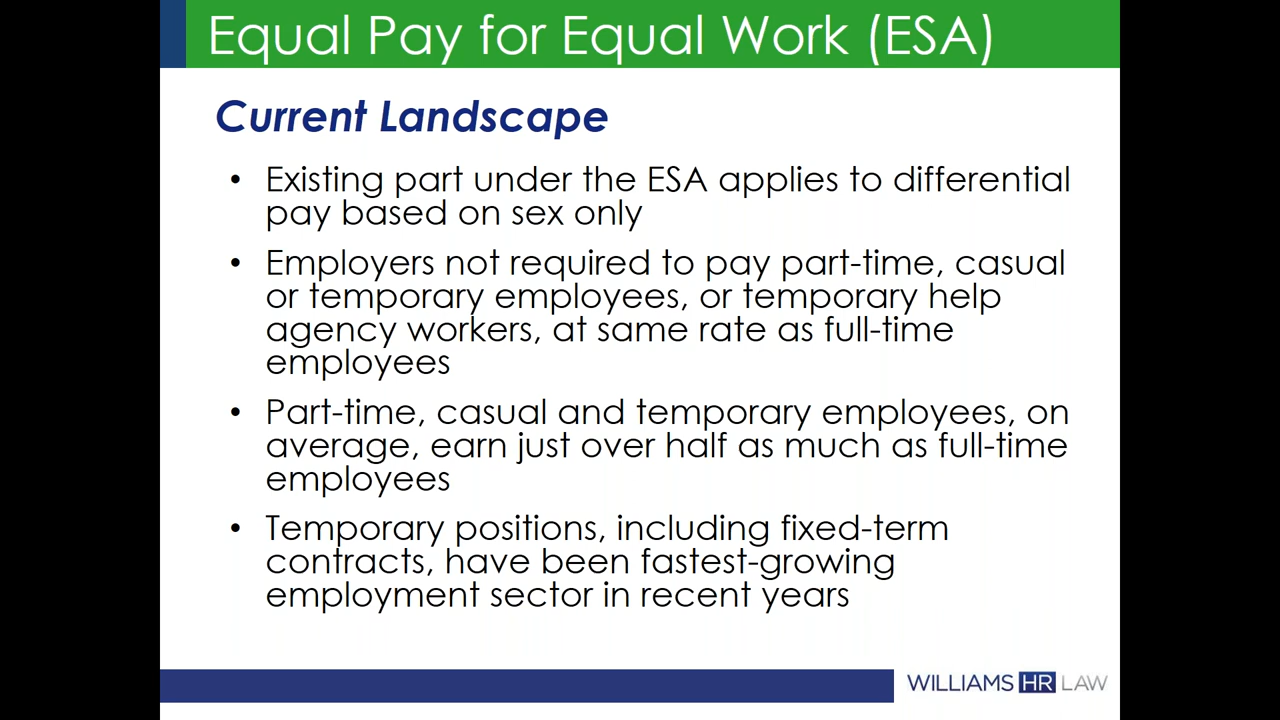 Equal Pay for Equal Work (ESA)
Current Landscape
• Existing part under the ESA applies to differential
pay based on sex only
• Employers not required to pay part-time, casual
or temporary employees, or temporary help
agency workers, at same rate as full-time
employees
• Part-time, casual and temporary employees, on
average, earn just over half as much as full-time
employees
• Temporary positions, including fixed-term
contracts, have been fastest-growing
employment sector in recent years
WILLIAMS HR LAW